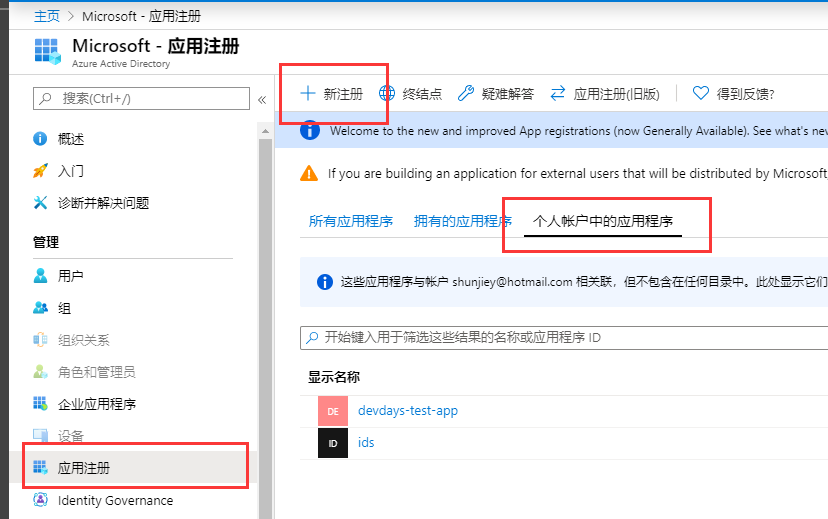 主页 > Microsoft - 应用注册
Microsoft - 应用注册
Azure Active Directory
搜索(Ctrl+/)
«
概述
入门
诊断并解决问题
管理
用户
组
组织关系
角色和管理员
企业应用程序
设备
应用注册
Identity Governance
新注册 终结点 疑难解答 应用注册(旧版) 得到反馈?
Welcome to the new and improved App registrations (now Generally Available). See what's new
If you are building an application for external users that will be distributed by Microsoft,
所有应用程序 拥有的应用程序 个人帐户中的应用程序
这些应用程序与帐户 shunjiey@hotmail.com 相关联，但不包含在任何目录中。此处显示它们
开始键入用于筛选这些结果的名称或应用程序 ID
显示名称
DE devdays-test-app
ID ids